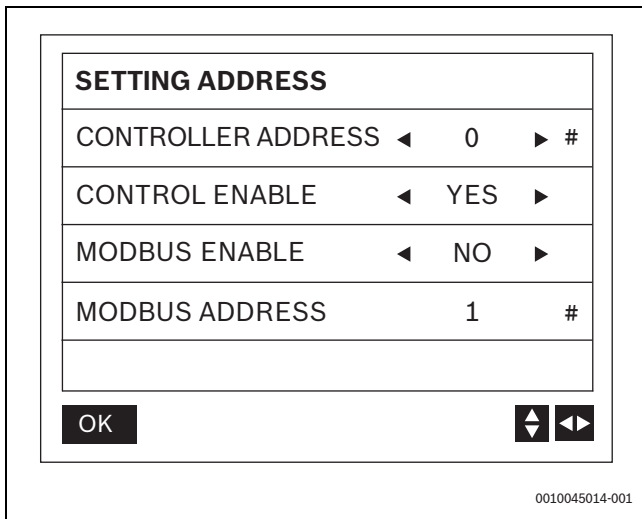 SETTING ADDRESS
CONTROLLER ADDRESS ◄ 0 ► #
CONTROL ENABLE ◄ YES ►
MODBUS ENABLE ◄ NO ►
MODBUS ADDRESS 1 #
OK
0010045014-001